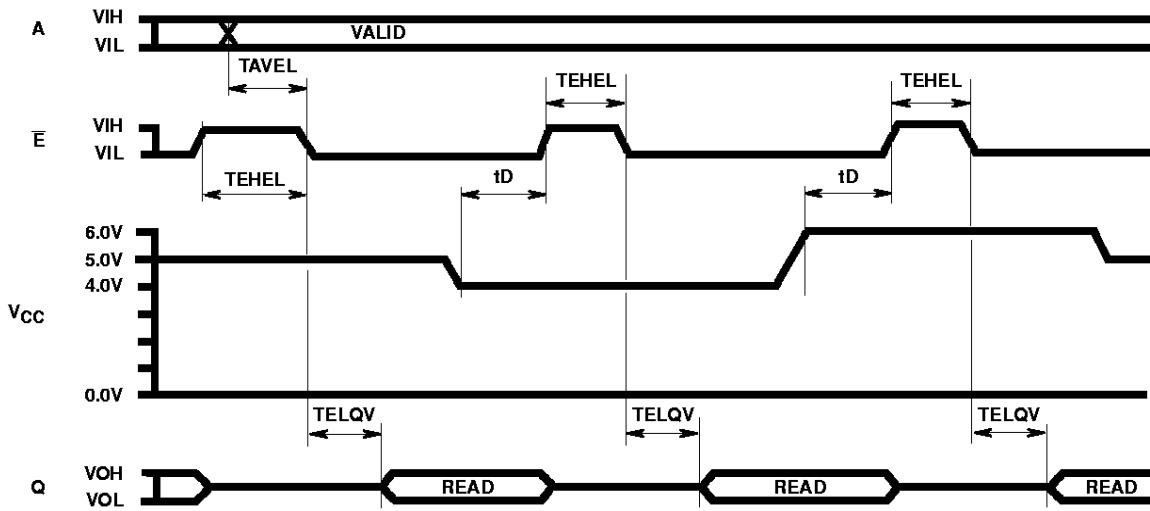 VIH
A
VALID
VIL
TAVEL
TEHEL
TEHEL
VIH
E
VIL
TEHEL
tD
tD
6.0V
5.0V
4.0V
VCC
0.0V
TELQV
TELQV
TELQV
VOH
Q
READ
READ
READ
VOL